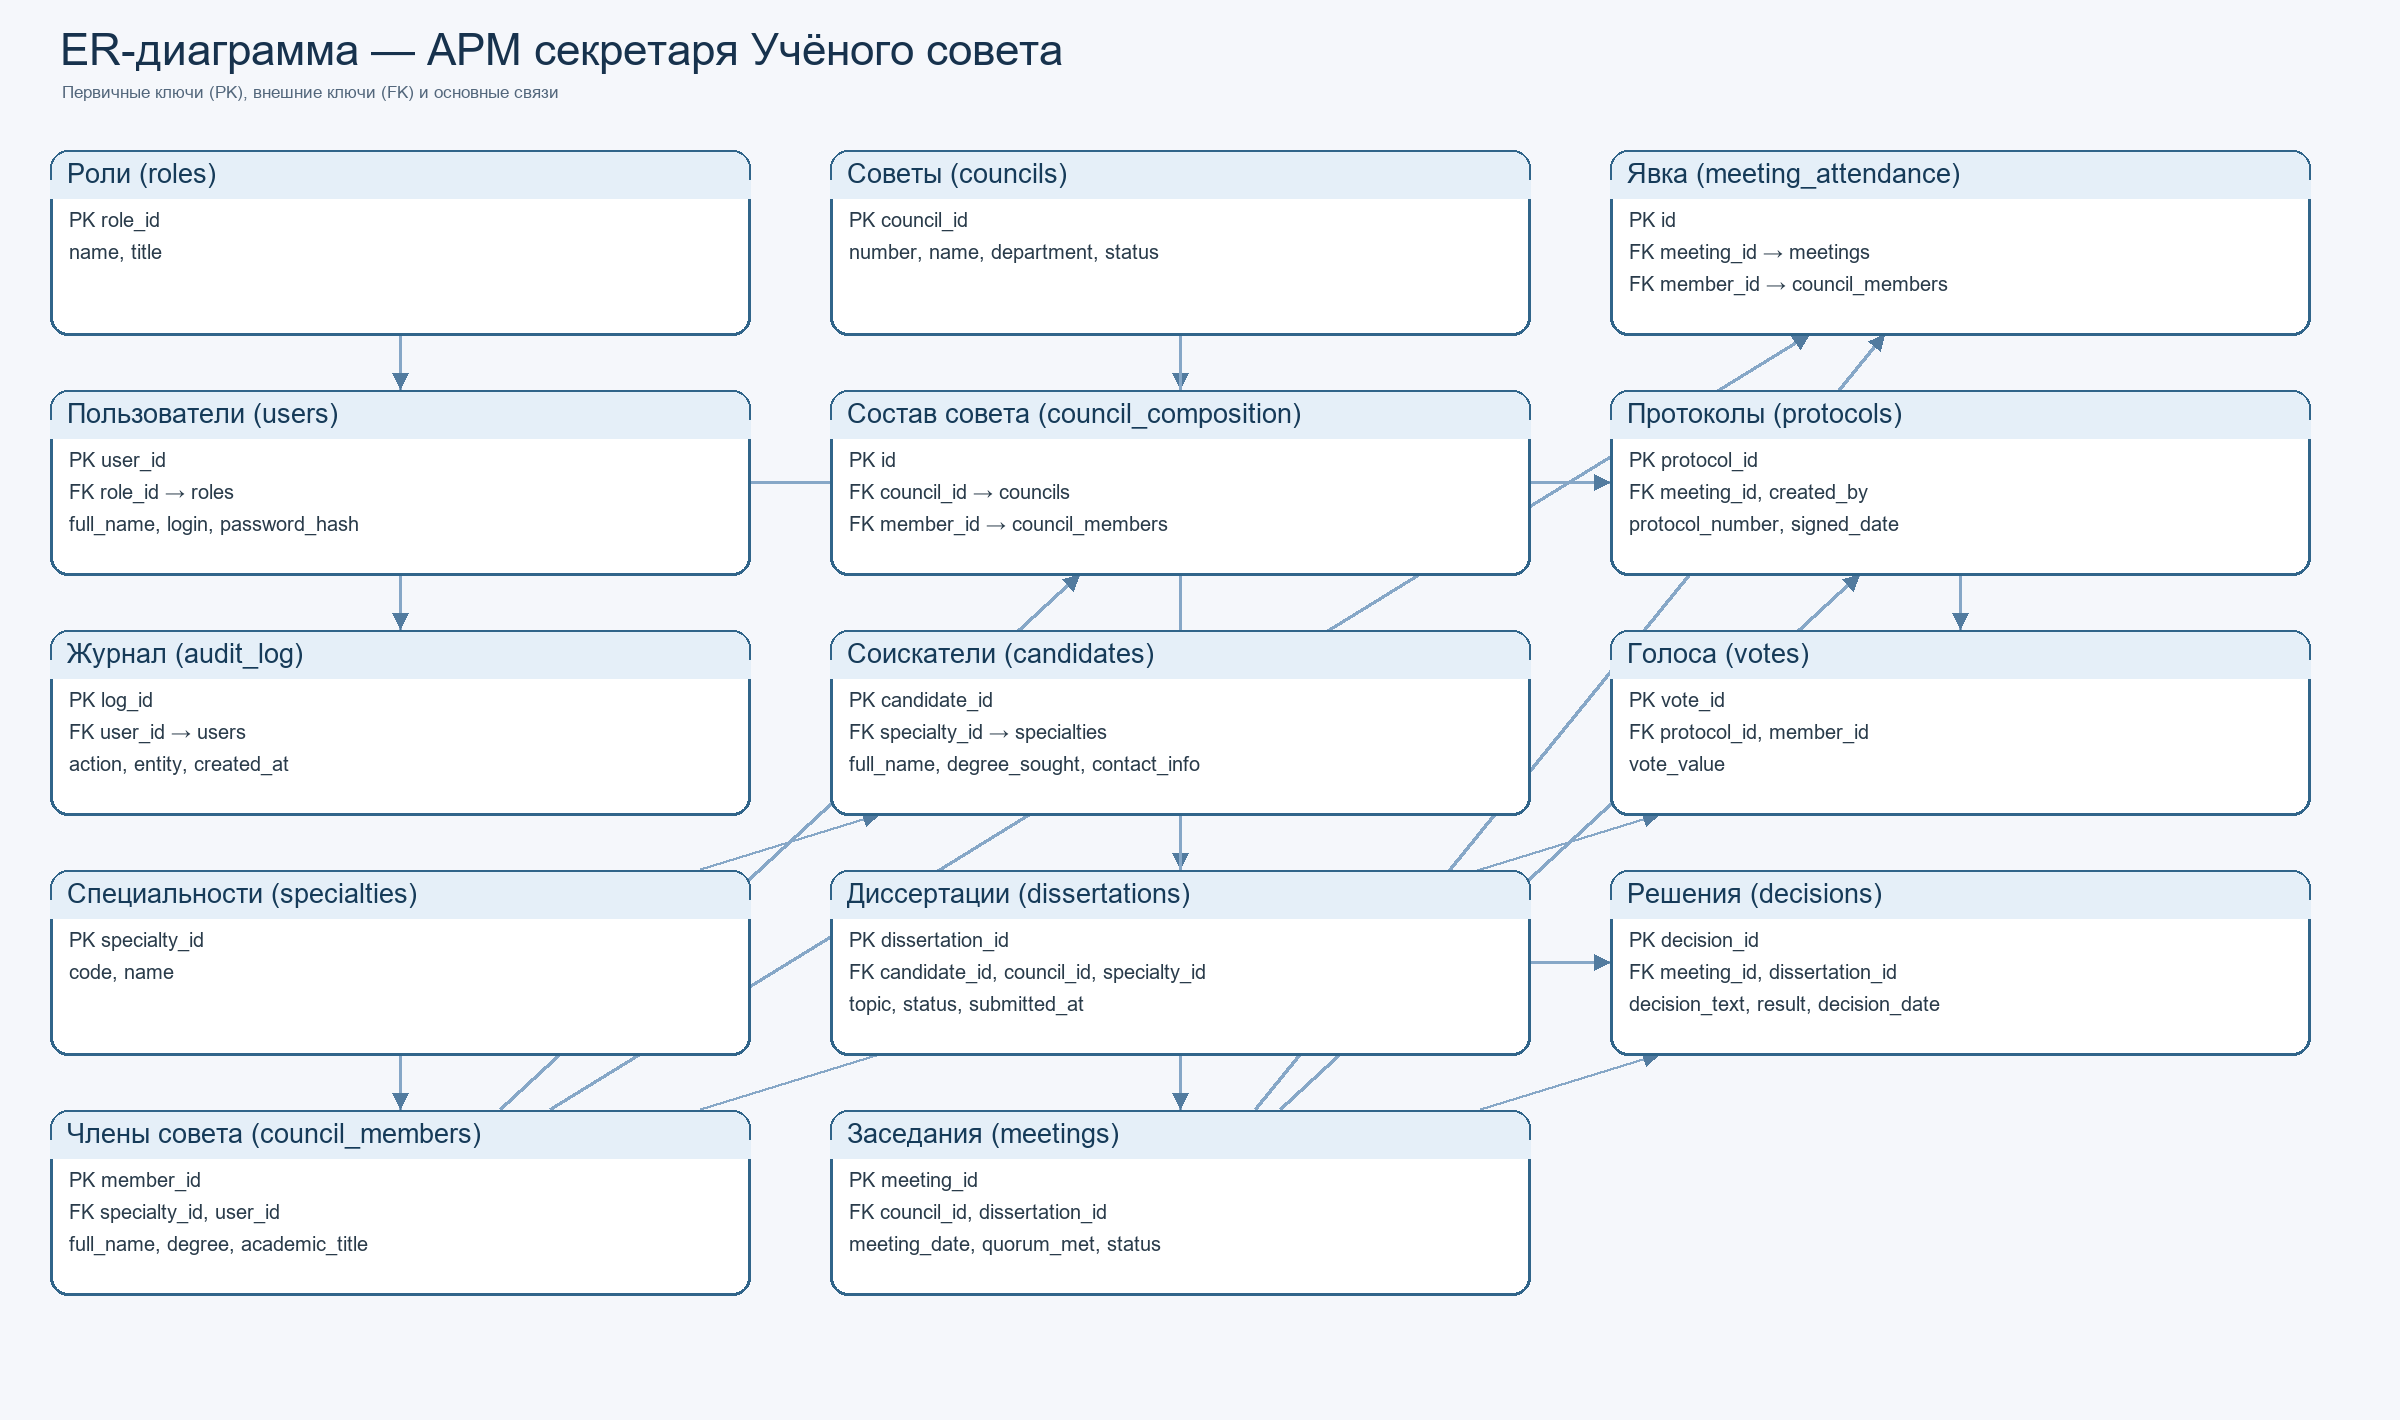 ER-диаграмма — АРМ секретаря Учёного совета
Первичные ключи (PK), внешние ключи (FK) и основные связи
Роли (roles)
PK role_id
name, title
Советы (councils)
PK council_id
number, name, department, status
Явка (meeting_attendance)
PK id
FK meeting_id → meetings
FK member_id → council_members
Пользователи (users)
PK user_id
FK role_id → roles
full_name, login, password_hash
Состав совета (council_composition)
PK id
FK council_id → councils
FK member_id → council_members
Протоколы (protocols)
PK protocol_id
FK meeting_id, created_by
protocol_number, signed_date
Журнал (audit_log)
PK log_id
FK user_id → users
action, entity, created_at
Соискатели (candidates)
PK candidate_id
FK specialty_id → specialties
full_name, degree_sought, contact_info
Голоса (votes)
PK vote_id
FK protocol_id, member_id
vote_value
Специальности (specialties)
PK specialty_id
code, name
Диссертации (dissertations)
PK dissertation_id
FK candidate_id, council_id, specialty_id
topic, status, submitted_at
Решения (decisions)
PK decision_id
FK meeting_id, dissertation_id
decision_text, result, decision_date
Члены совета (council_members)
PK member_id
FK specialty_id, user_id
full_name, degree, academic_title
Заседания (meetings)
PK meeting_id
FK council_id, dissertation_id
meeting_date, quorum_met, status